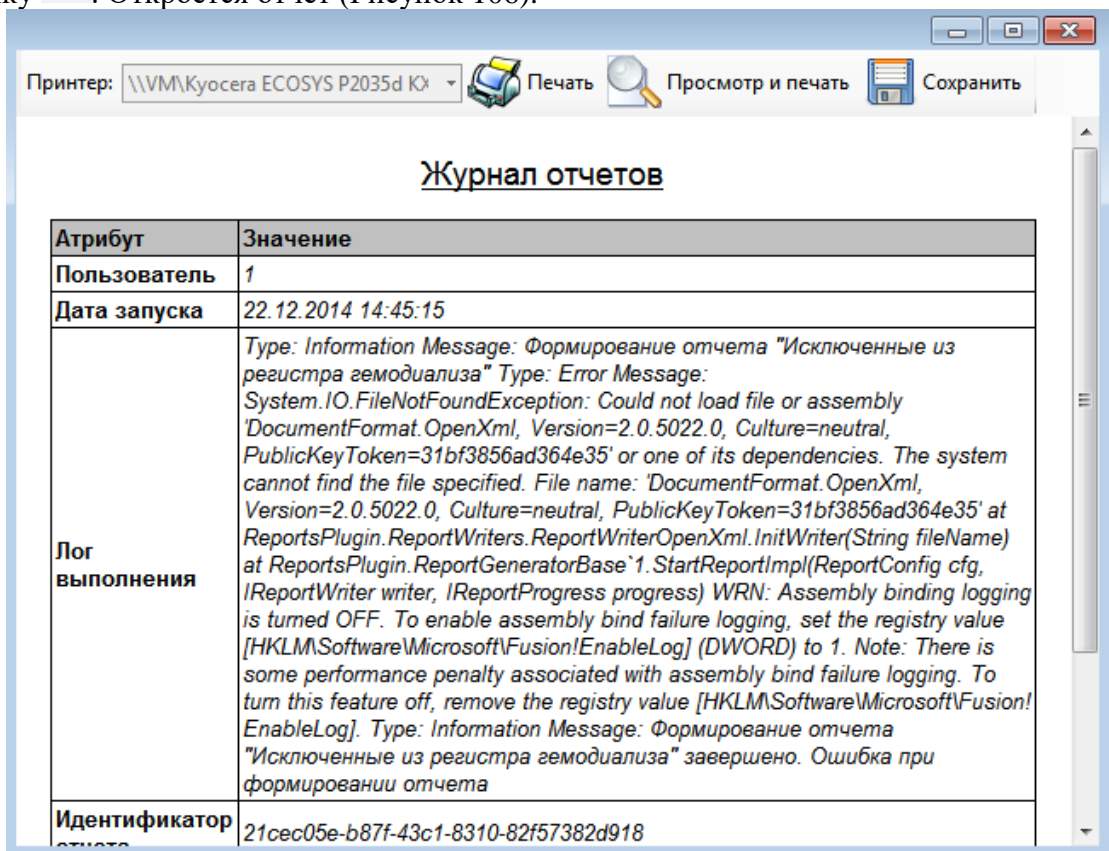 . Откроется отчет (Рисунок 106).
Принтер: \\VM\Kyocera ECOSYS P2035d KX Печать Просмотр и печать Сохранить
Журнал отчетов
Атрибут Значение
Пользователь 1
Дата запуска 22.12.2014 14:45:15
Лог выполнения
Type: Information Message: Формирование отчета "Исключенные из
регистра гемодиализа" Type: Error Message:
System.IO.FileNotFoundException: Could not load file or assembly
'DocumentFormat.OpenXml, Version=2.0.5022.0, Culture=neutral,
PublicKeyToken=31bf3856ad364e35' or one of its dependencies. The system
cannot find the file specified. File name: 'DocumentFormat.OpenXml,
Version=2.0.5022.0, Culture=neutral, PublicKeyToken=31bf3856ad364e35' at
ReportsPlugin.ReportWriters.ReportWriterOpenXml.InitWriter(String fileName)
at ReportsPlugin.ReportGeneratorBase`1.StartReportImpl(ReportConfig cfg,
IReportWriter writer, IReportProgress progress) WRN: Assembly binding logging
is turned OFF. To enable assembly bind failure logging, set the registry value
[HKLM\Software\Microsoft\Fusion!EnableLog] (DWORD) to 1. Note: There is
some performance penalty associated with assembly bind failure logging. To
turn this feature off, remove the registry value [HKLM\Software\Microsoft\Fusion!
EnableLog]. Type: Information Message: Формирование отчета
"Исключенные из регистра гемодиализа" завершено. Ошибка при
формировании отчета
Идентификатор
21cec05e-b87f-43c1-8310-82f57382d918